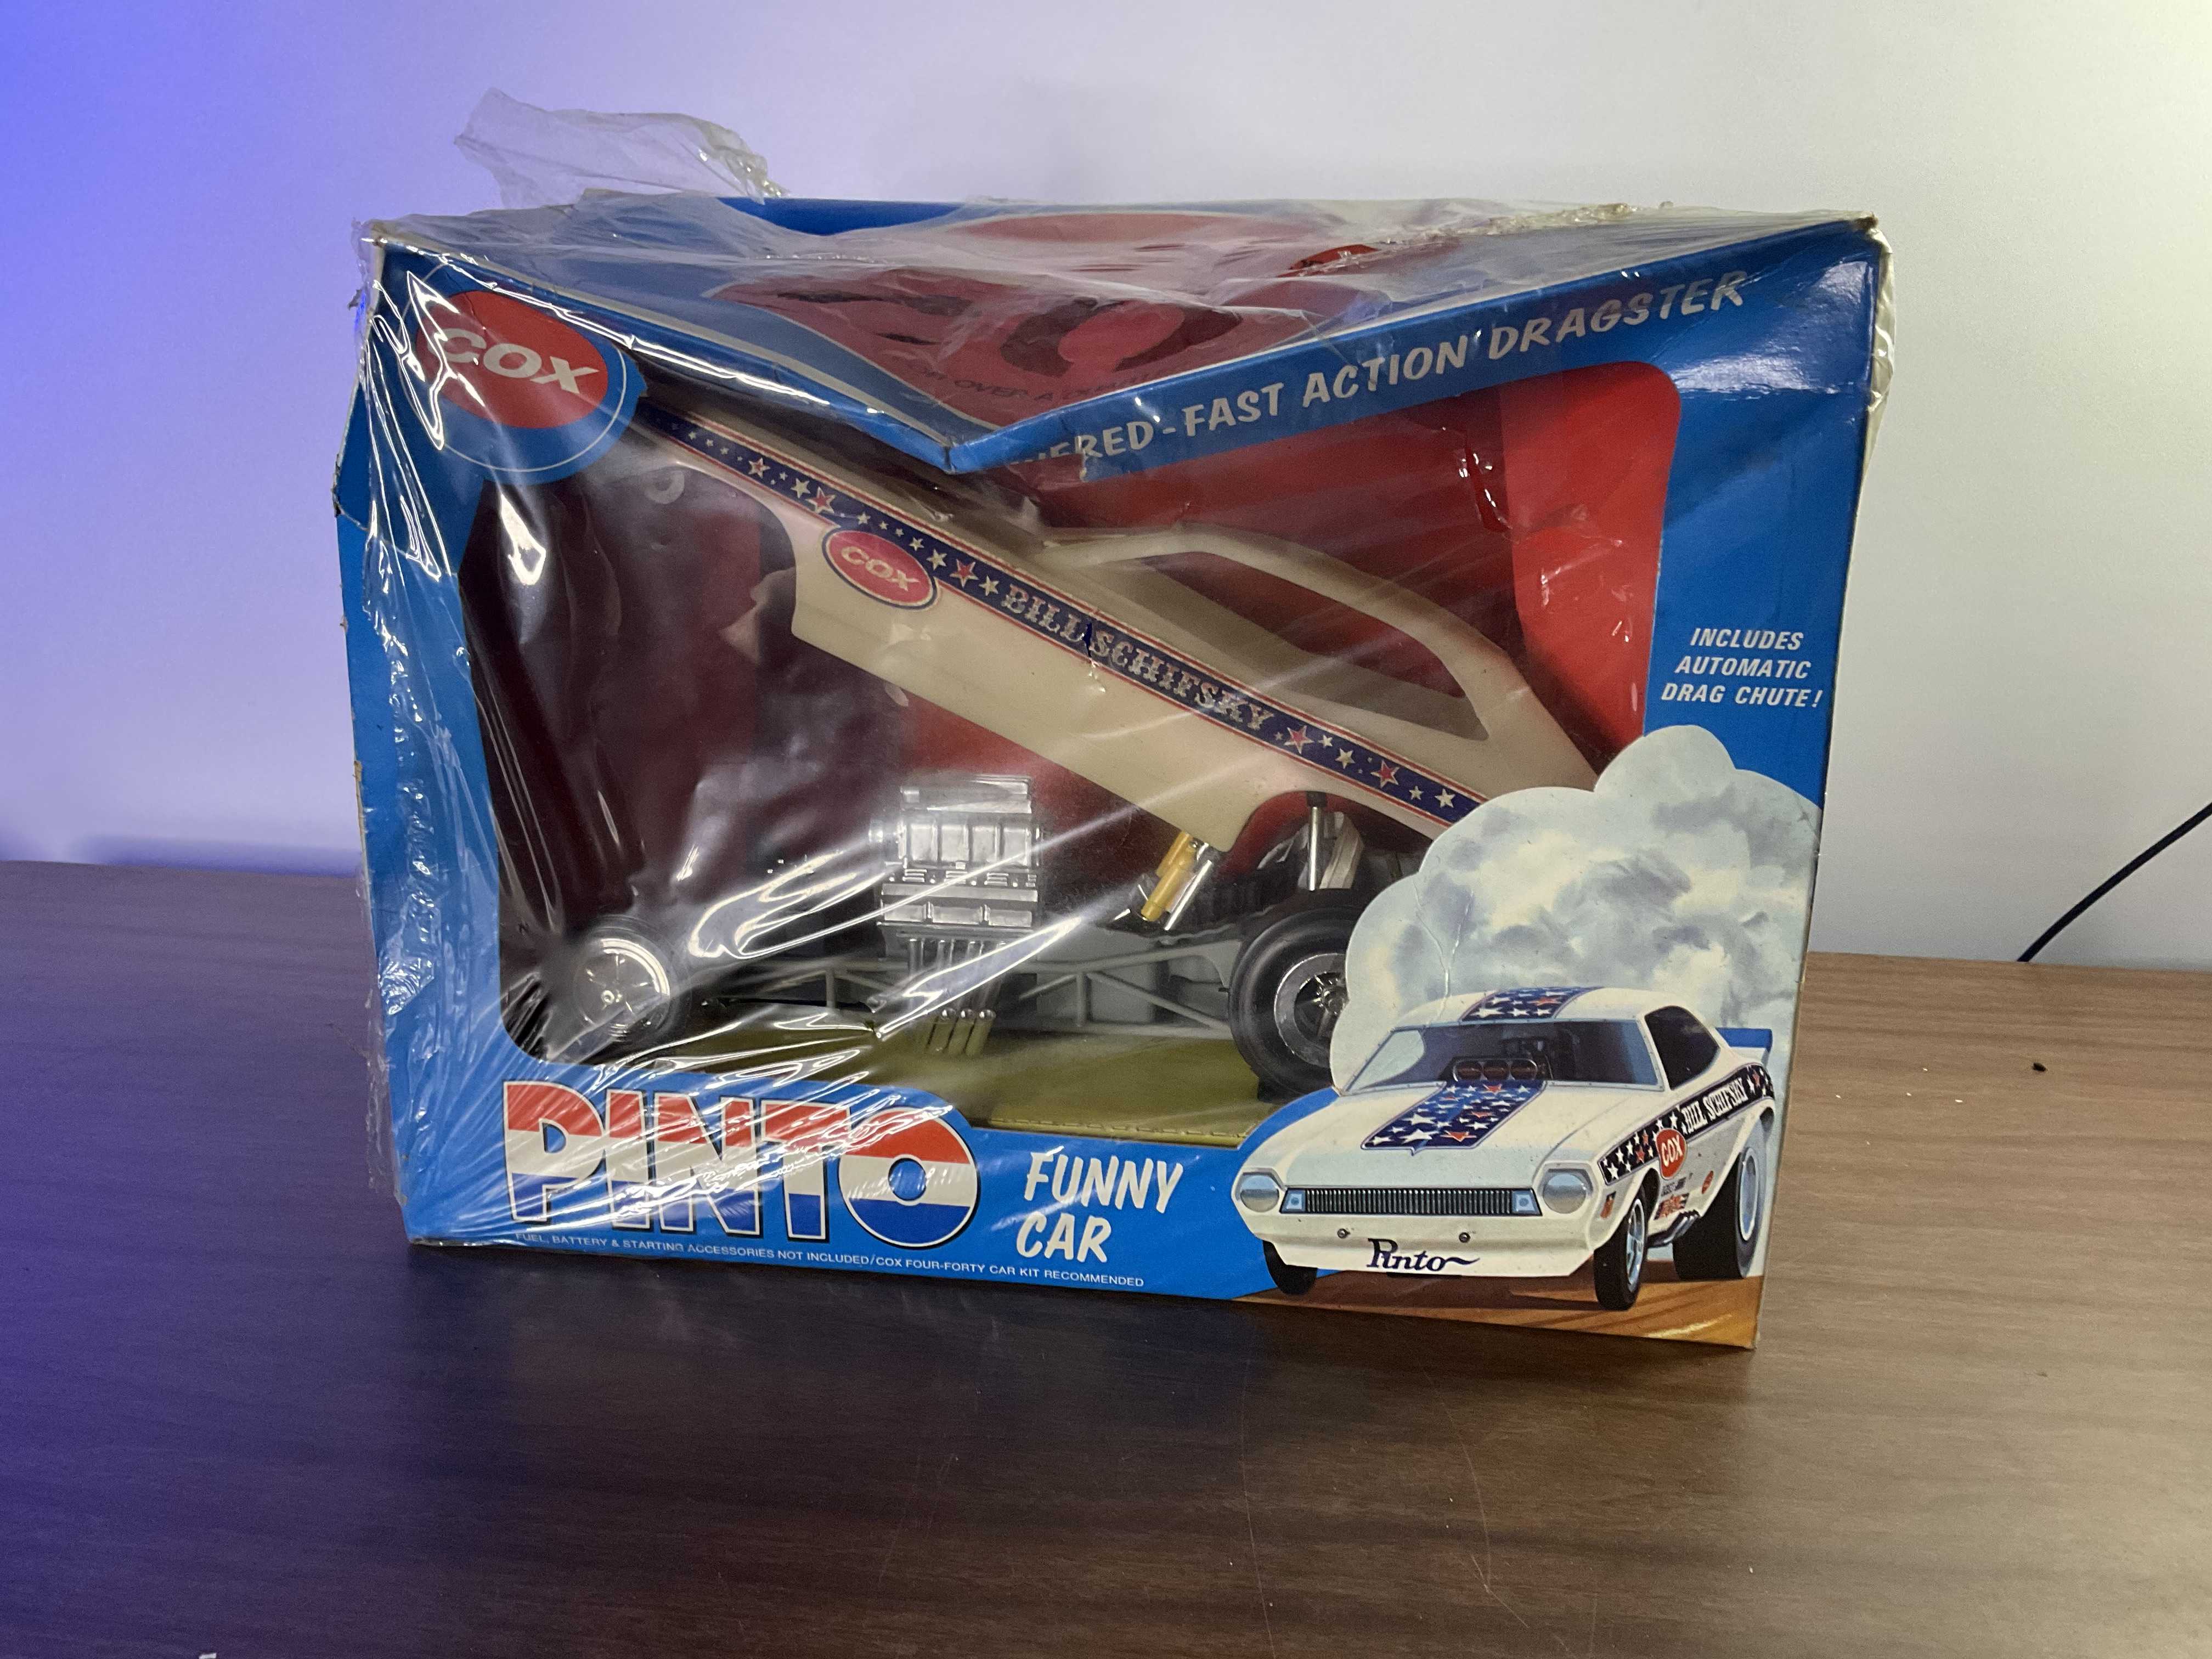 COX
FAST ACTION DRAGSTER
COX
BILL SCHIFSKY
INCLUDES
AUTOMATIC
DRAG CHUTE!
PINTO
FUNNY
CAR
FUEL, BATTERY & STARTING ACCESSORIES NOT INCLUDED/COX FOUR-FORTY CAR KIT RECOMMENDED
BILL SCHIFSKY
COX
Pinto